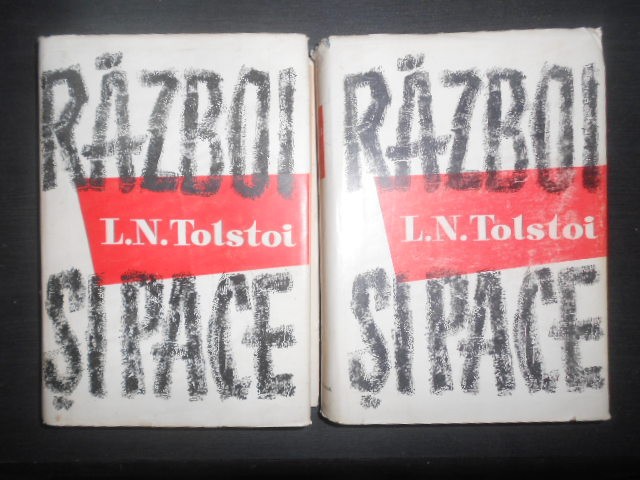 RĂZBOI
L.N.Tolstoi
ȘI PACE
RĂZBOI
L.N.Tolstoi
ȘI PACE